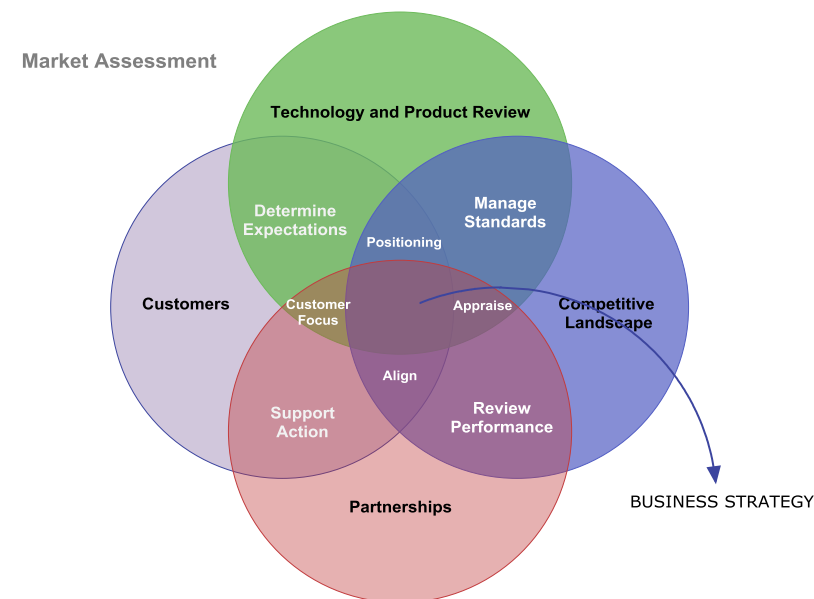 Market Assessment
Technology and Product Review
Manage
Standards
Determine
Expectations
Positioning
Customers
Customer
Focus
Appraise
Competitive
Landscape
Align
Support
Action
Review
Performance
Partnerships
BUSINESS STRATEGY